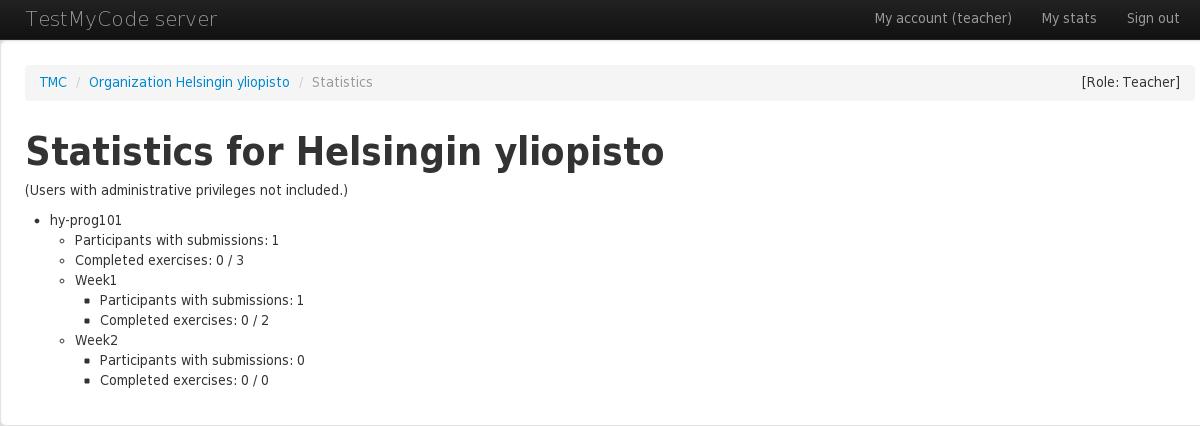 TestMyCode server
My account (teacher) My stats Sign out
TMC / Organization Helsingin yliopisto / Statistics [Role: Teacher]
Statistics for Helsingin yliopisto
(Users with administrative privileges not included.)
hy-prog101
Participants with submissions: 1
Completed exercises: 0 / 3
Week1
Participants with submissions: 1
Completed exercises: 0 / 2
Week2
Participants with submissions: 0
Completed exercises: 0 / 0